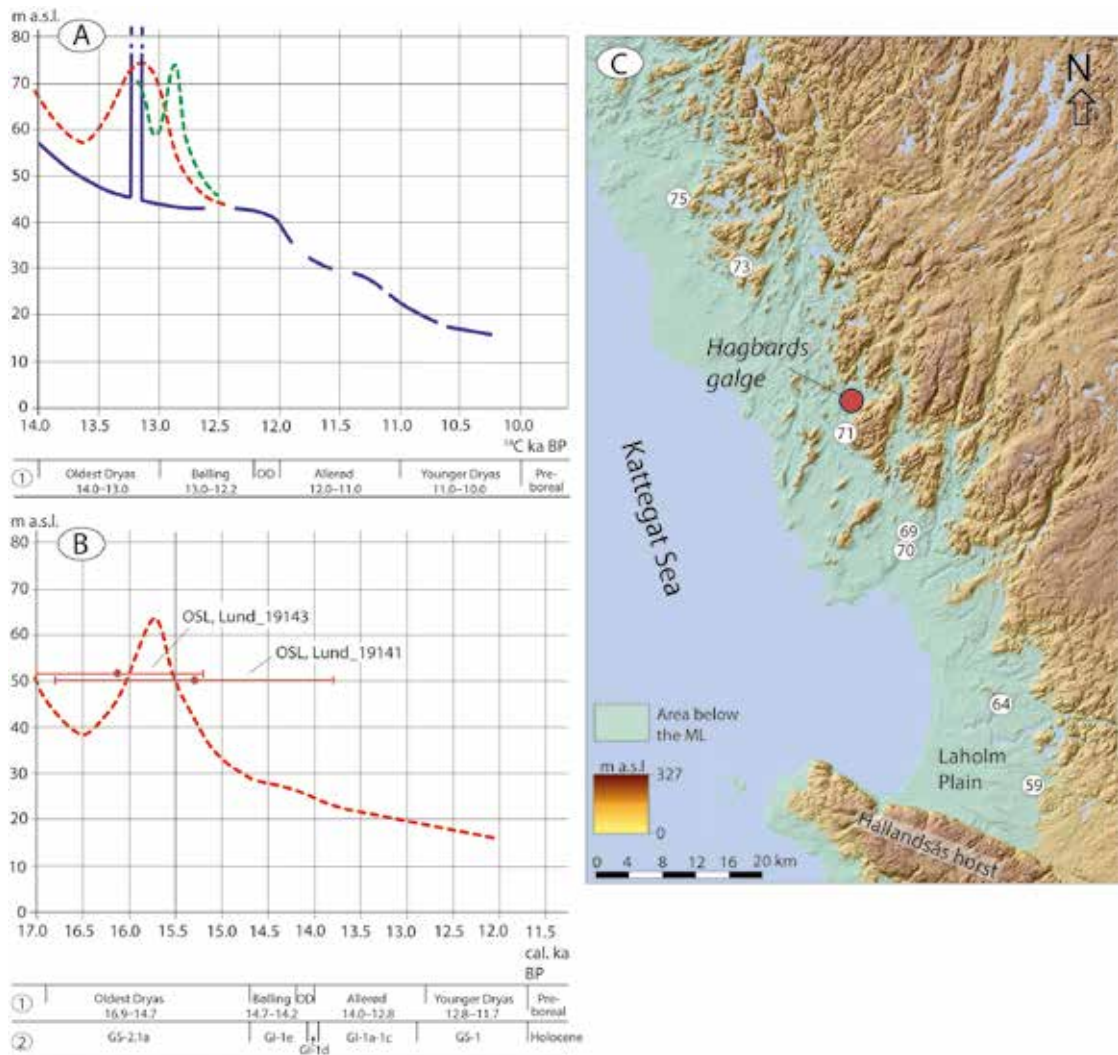 m a.s.l.
A
80
70
60
50
40
30
20
10
0
14.0 13.5 13.0 12.5 12.0 11.5 11.0 10.5 10.0
¹⁴C ka BP
1 Oldest Dryas Bølling OD Allerød Younger Dryas Pre-
14.0–13.0 13.0–12.2 12.0–11.0 11.0–10.0 boreal
m a.s.l.
B
80
70
60
50
40
30
20
10
0
OSL, Lund_19143
OSL, Lund_19141
17.0 16.5 16.0 15.5 15.0 14.5 14.0 13.5 13.0 12.5 12.0 11.5
cal. ka
BP
1 Oldest Dryas Bølling OD Allerød Younger Dryas Pre-
16.9–14.7 14.7–14.2 14.0–12.8 12.8–11.7 boreal
2 GS-2.1a GI-1e GI-1a-1c GS-1 Holocene
GI-1d
C
N
75
73
Hagbards
galge
71
Kattegat Sea
69
70
64
59
Laholm
Plain
Hallandsås horst
Area below
the ML
m a.s.l.
327
0
0 4 8 12 16 20 km